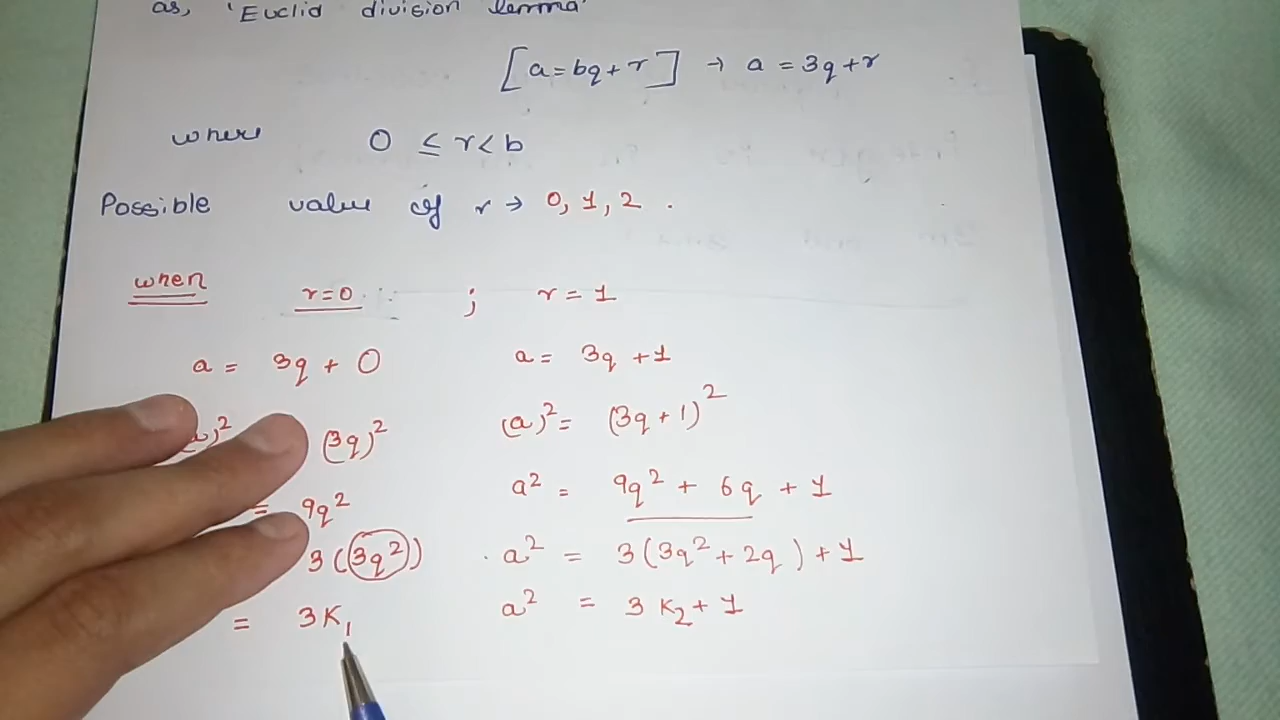 as, 'Euclid division lemma'
[a = bq + r] → a = 3q + r
where 0 ≤ r < b
Possible value of r → 0, 1, 2 .
when r = 0 ; r = 1
a = 3q + 0 a = 3q + 1
)² (3q)² (a)² = (3q + 1)²
= 9q² a² = 9q² + 6q + 1
3(3q²) a² = 3(3q² + 2q) + 1
= 3K₁ a² = 3K₂ + 1